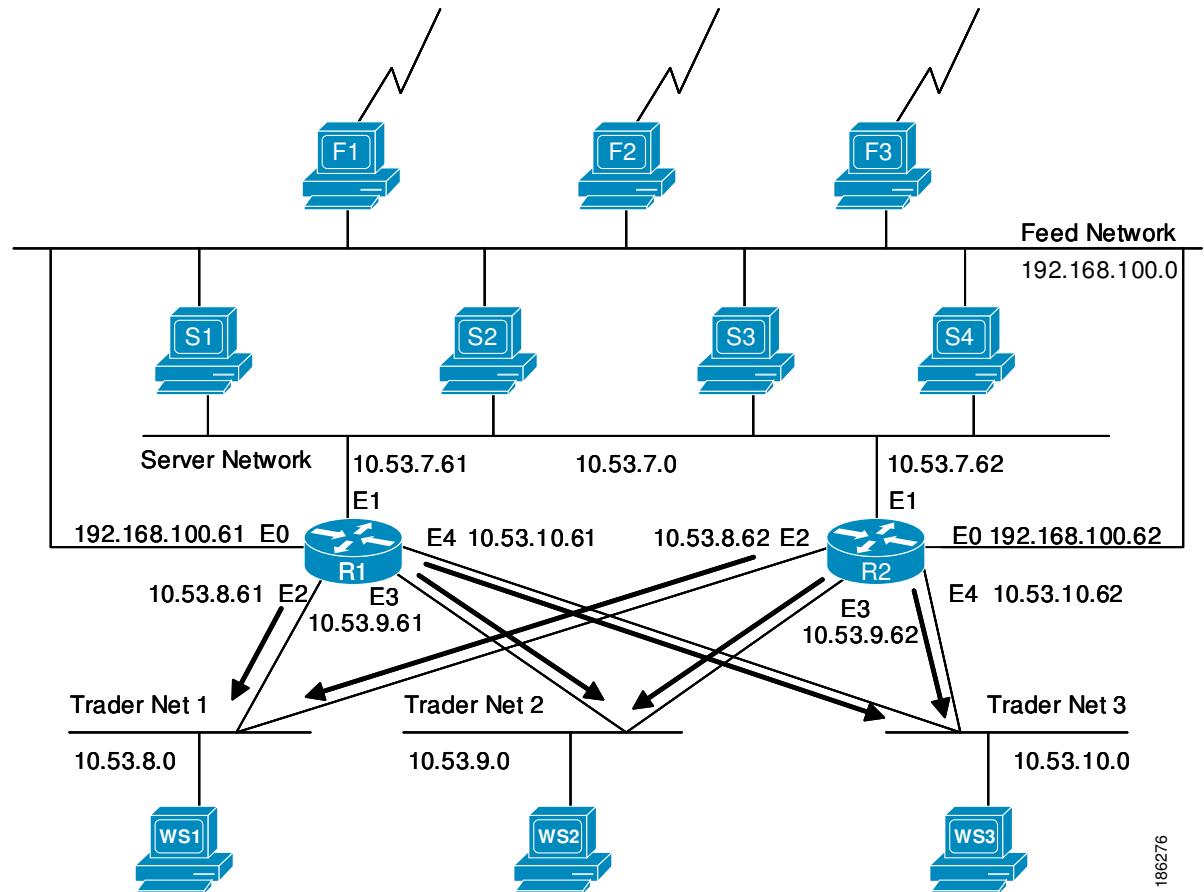 F1
F2
F3
Feed Network
192.168.100.0
S1
S2
S3
S4
Server Network
10.53.7.61
10.53.7.0
10.53.7.62
E1
E1
192.168.100.61 E0
E4 10.53.10.61
10.53.8.62 E2
E0 192.168.100.62
R1
R2
10.53.8.61 E2
E3
10.53.9.61
E3
10.53.9.62
E4 10.53.10.62
Trader Net 1
Trader Net 2
Trader Net 3
10.53.8.0
10.53.9.0
10.53.10.0
WS1
WS2
WS3
186276